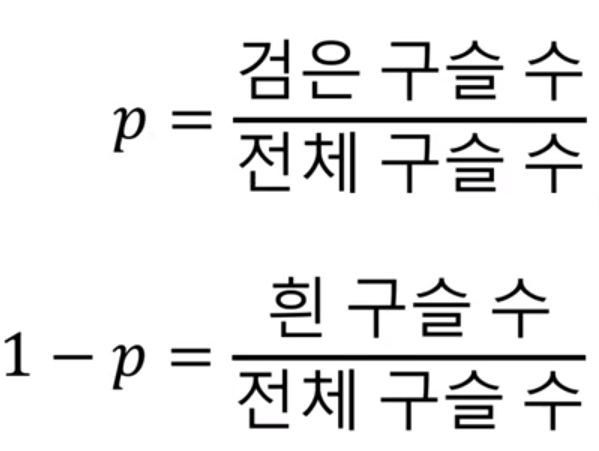 p = 검은 구슬 수 / 전체 구슬 수
1 − p = 흰 구슬 수 / 전체 구슬 수